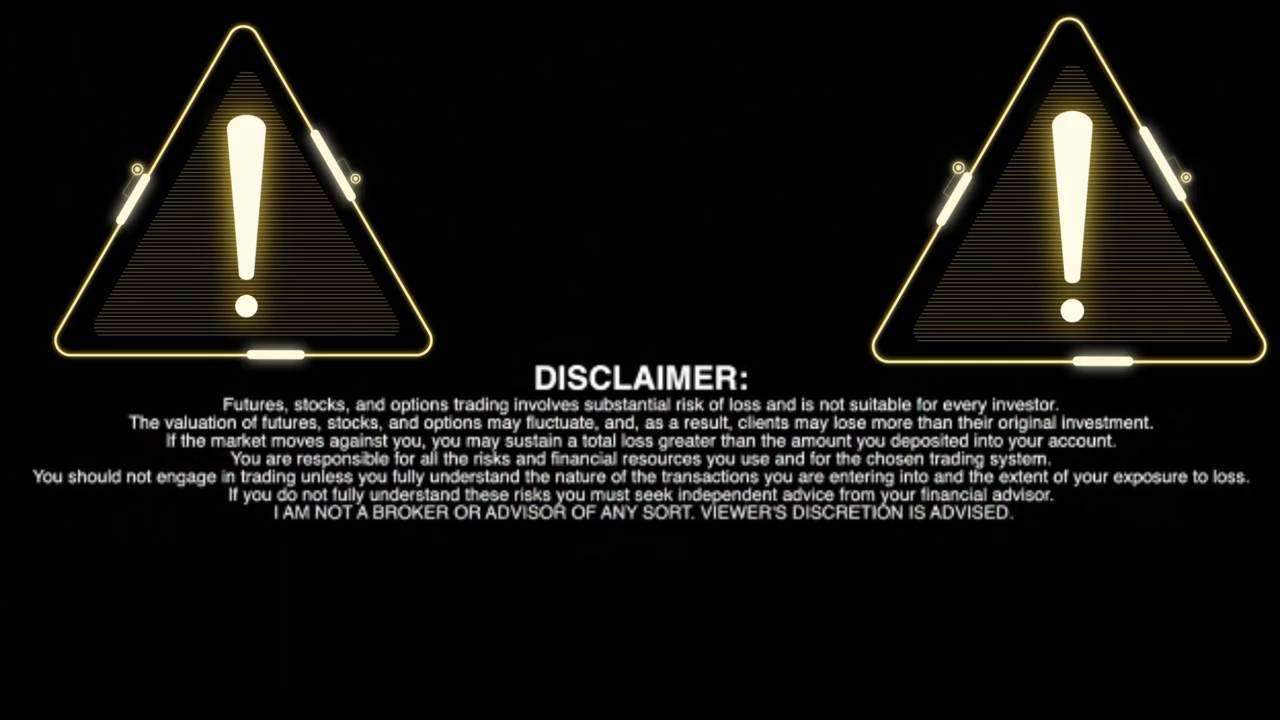 DISCLAIMER:
Futures, stocks, and options trading involves substantial risk of loss and is not suitable for every investor.
The valuation of futures, stocks, and options may fluctuate, and, as a result, clients may lose more than their original investment.
If the market moves against you, you may sustain a total loss greater than the amount you deposited into your account.
You are responsible for all the risks and financial resources you use and for the chosen trading system.
You should not engage in trading unless you fully understand the nature of the transactions you are entering into and the extent of your exposure to loss.
If you do not fully understand these risks you must seek independent advice from your financial advisor.
I AM NOT A BROKER OR ADVISOR OF ANY SORT. VIEWER'S DISCRETION IS ADVISED.